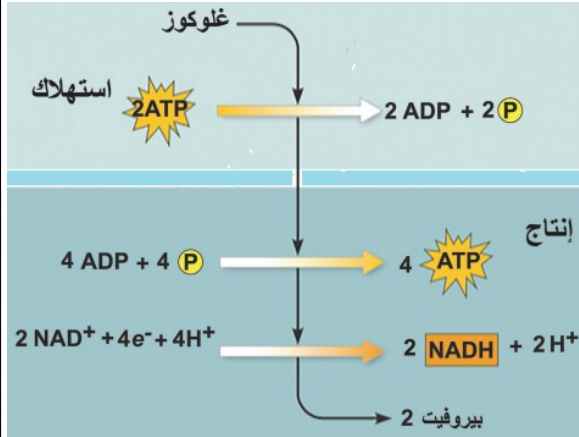 غلوكوز
استهلاك 2ATP 2 ADP + 2 P
إنتاج
4 ADP + 4 P 4 ATP
2 NAD⁺ + 4e⁻ + 4H⁺ 2 NADH + 2H⁺
2 بيروفيت